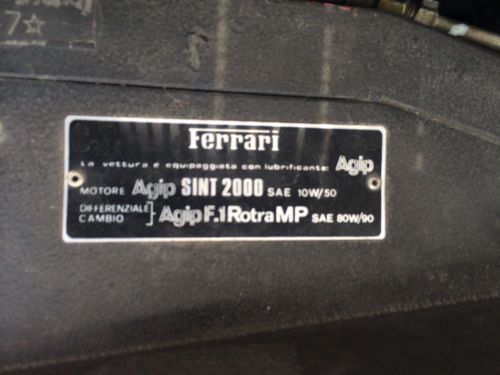 7☆
Ferrari
La vettura è equipaggiata con lubrificante: Agip
MOTORE Agip SINT 2000 SAE 10W/50
DIFFERENZIALE CAMBIO } Agip F.1 Rotra MP SAE 80W/90